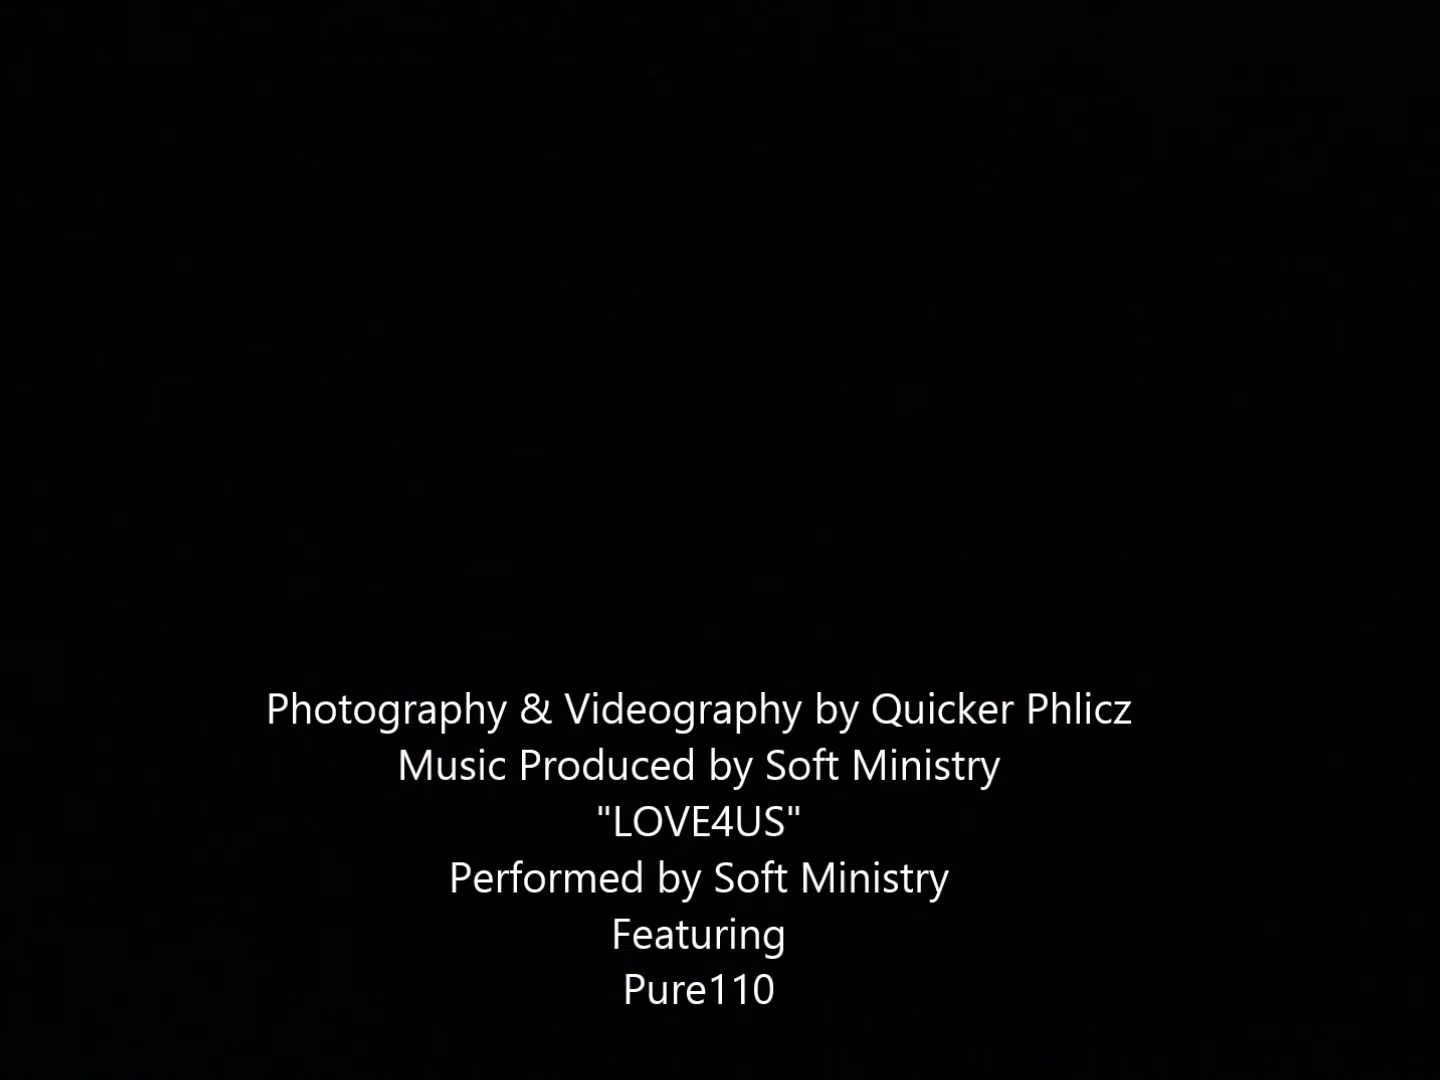 Photography & Videography by Quicker Phlicz
Music Produced by Soft Ministry
"LOVE4US"
Performed by Soft Ministry
Featuring
Pure110